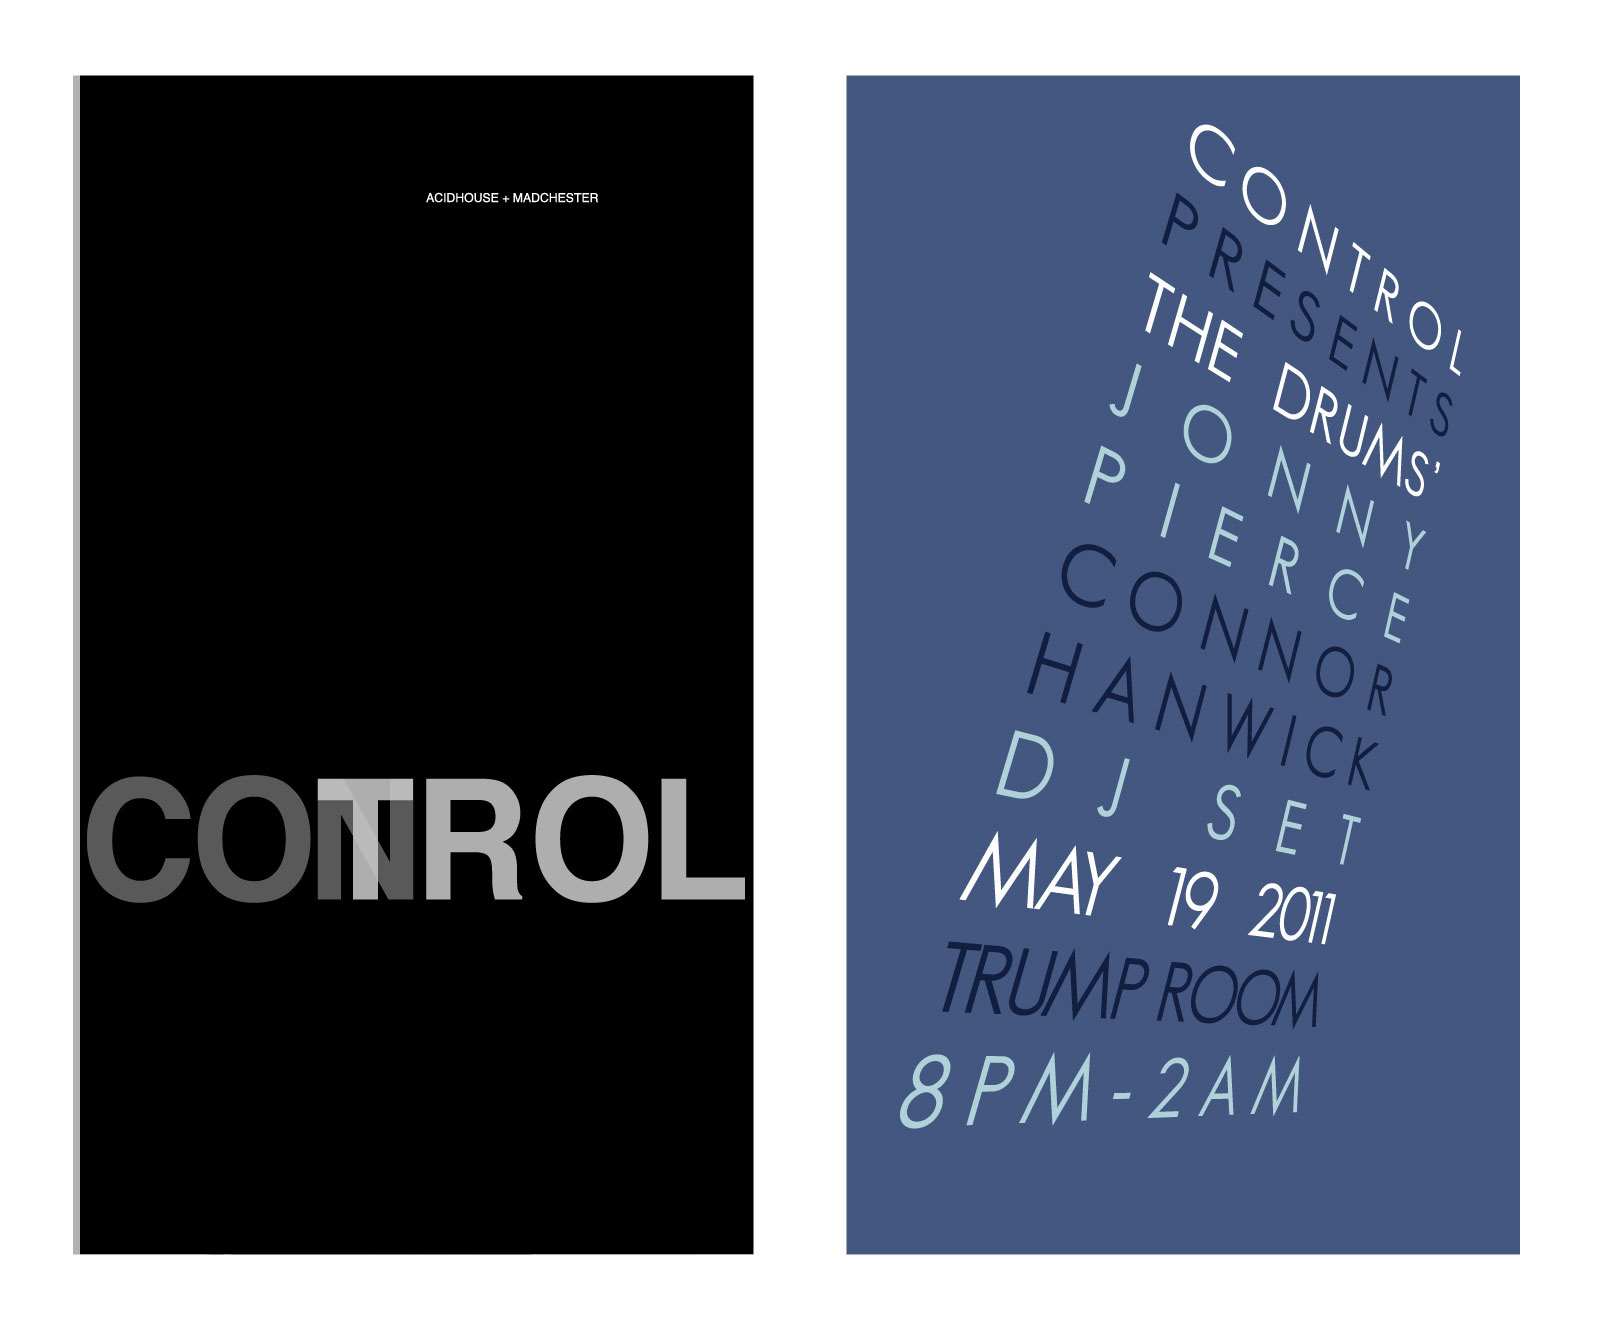 ACIDHOUSE + MADCHESTER
CONTROL
CONTROL
PRESENTS
THE DRUMS'
JONNY
PIERCE
CONNOR
HANWICK
DJ SET
MAY 19 2011
TRUMP ROOM
8PM-2AM